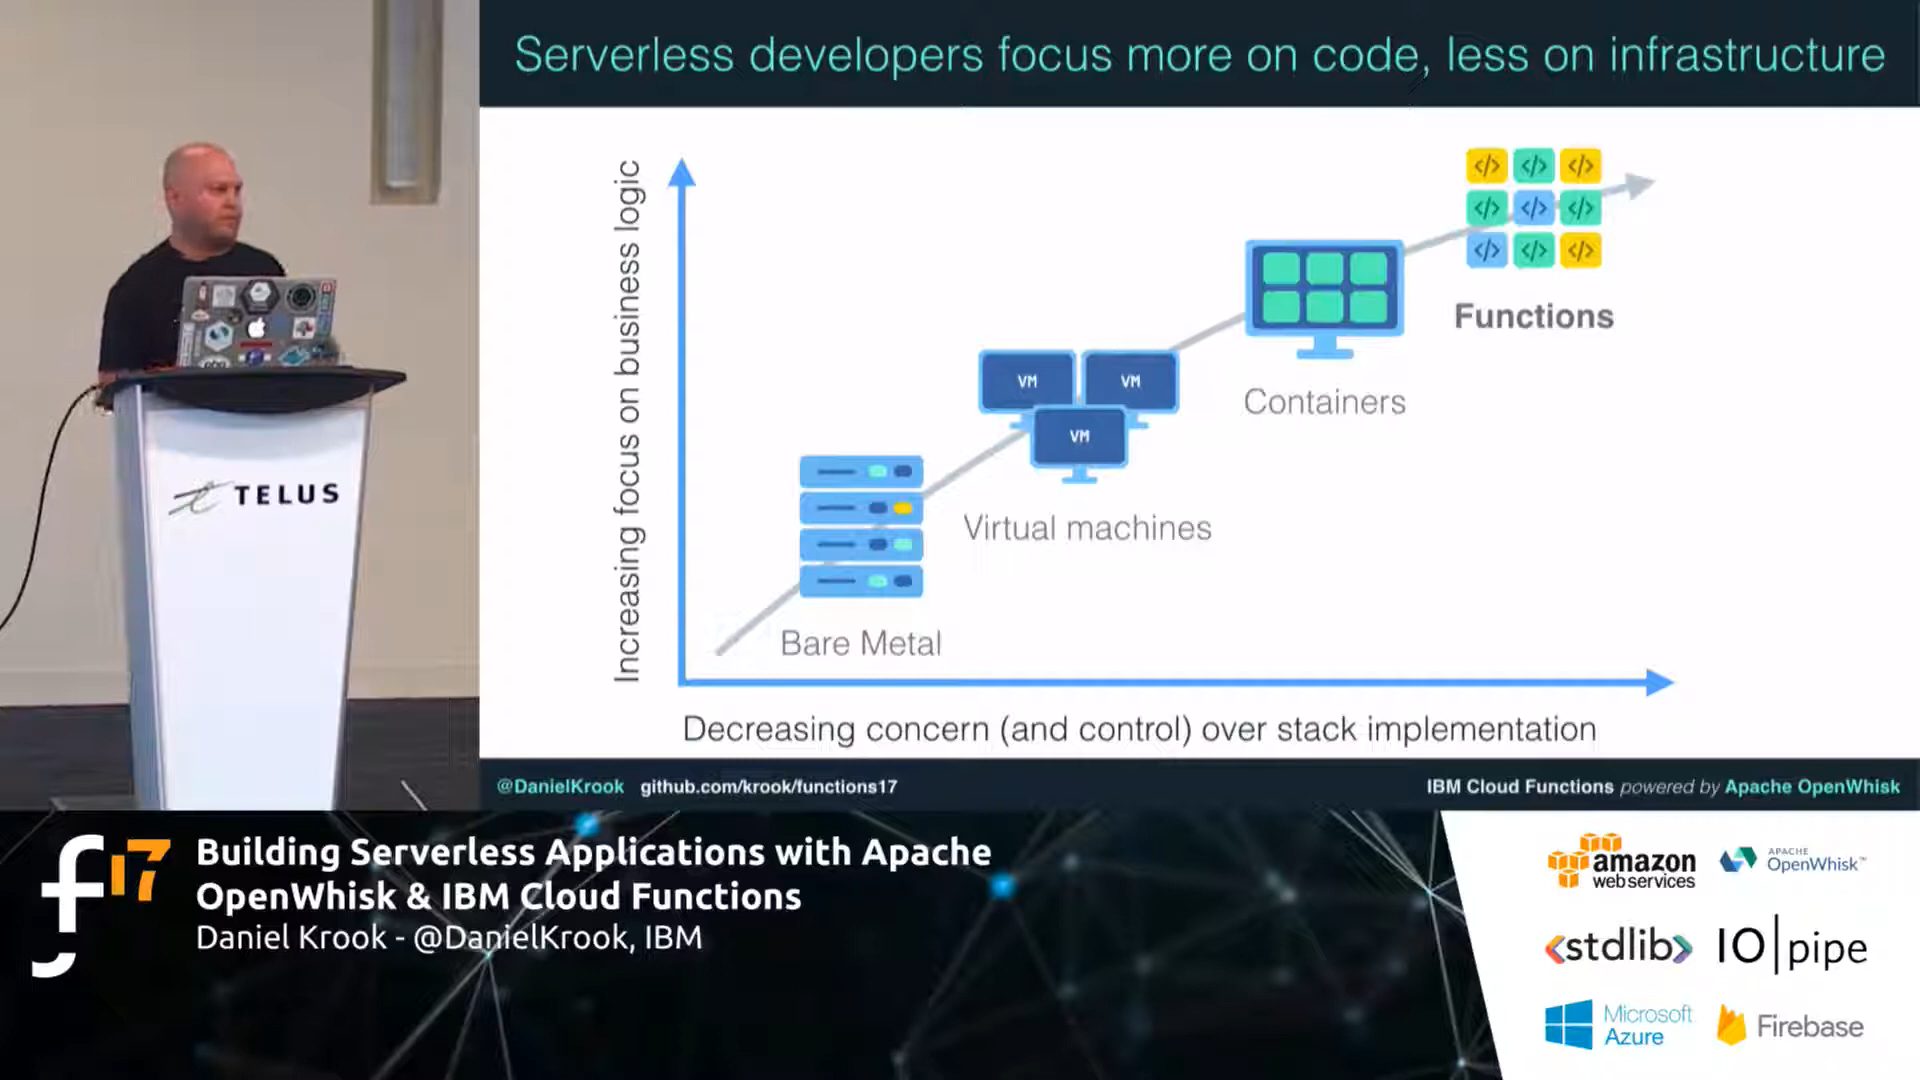 Serverless developers focus more on code, less on infrastructure
Increasing focus on business logic
Functions
Containers
VM
VM
VM
Virtual machines
Bare Metal
Decreasing concern (and control) over stack implementation
@DanielKrook github.com/krook/functions17
IBM Cloud Functions powered by Apache OpenWhisk
TELUS
f17
Building Serverless Applications with Apache
OpenWhisk & IBM Cloud Functions
Daniel Krook - @DanielKrook, IBM
amazon
webservices
APACHE
OpenWhisk™
<stdlib>
IO|pipe
Microsoft
Azure
Firebase